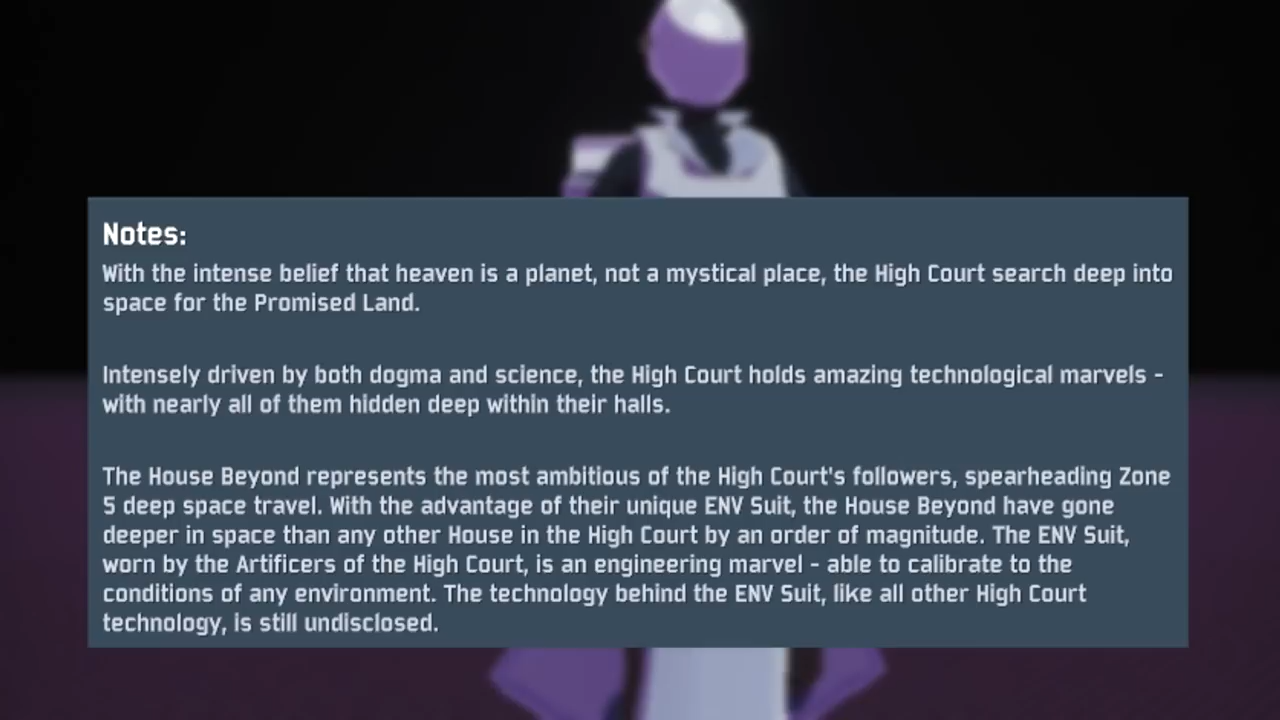 Notes:
With the intense belief that heaven is a planet, not a mystical place, the High Court search deep into
space for the Promised Land.
Intensely driven by both dogma and science, the High Court holds amazing technological marvels -
with nearly all of them hidden deep within their halls.
The House Beyond represents the most ambitious of the High Court's followers, spearheading Zone
5 deep space travel. With the advantage of their unique ENV Suit, the House Beyond have gone
deeper in space than any other House in the High Court by an order of magnitude. The ENV Suit,
worn by the Artificers of the High Court, is an engineering marvel - able to calibrate to the
conditions of any environment. The technology behind the ENV Suit, like all other High Court
technology, is still undisclosed.